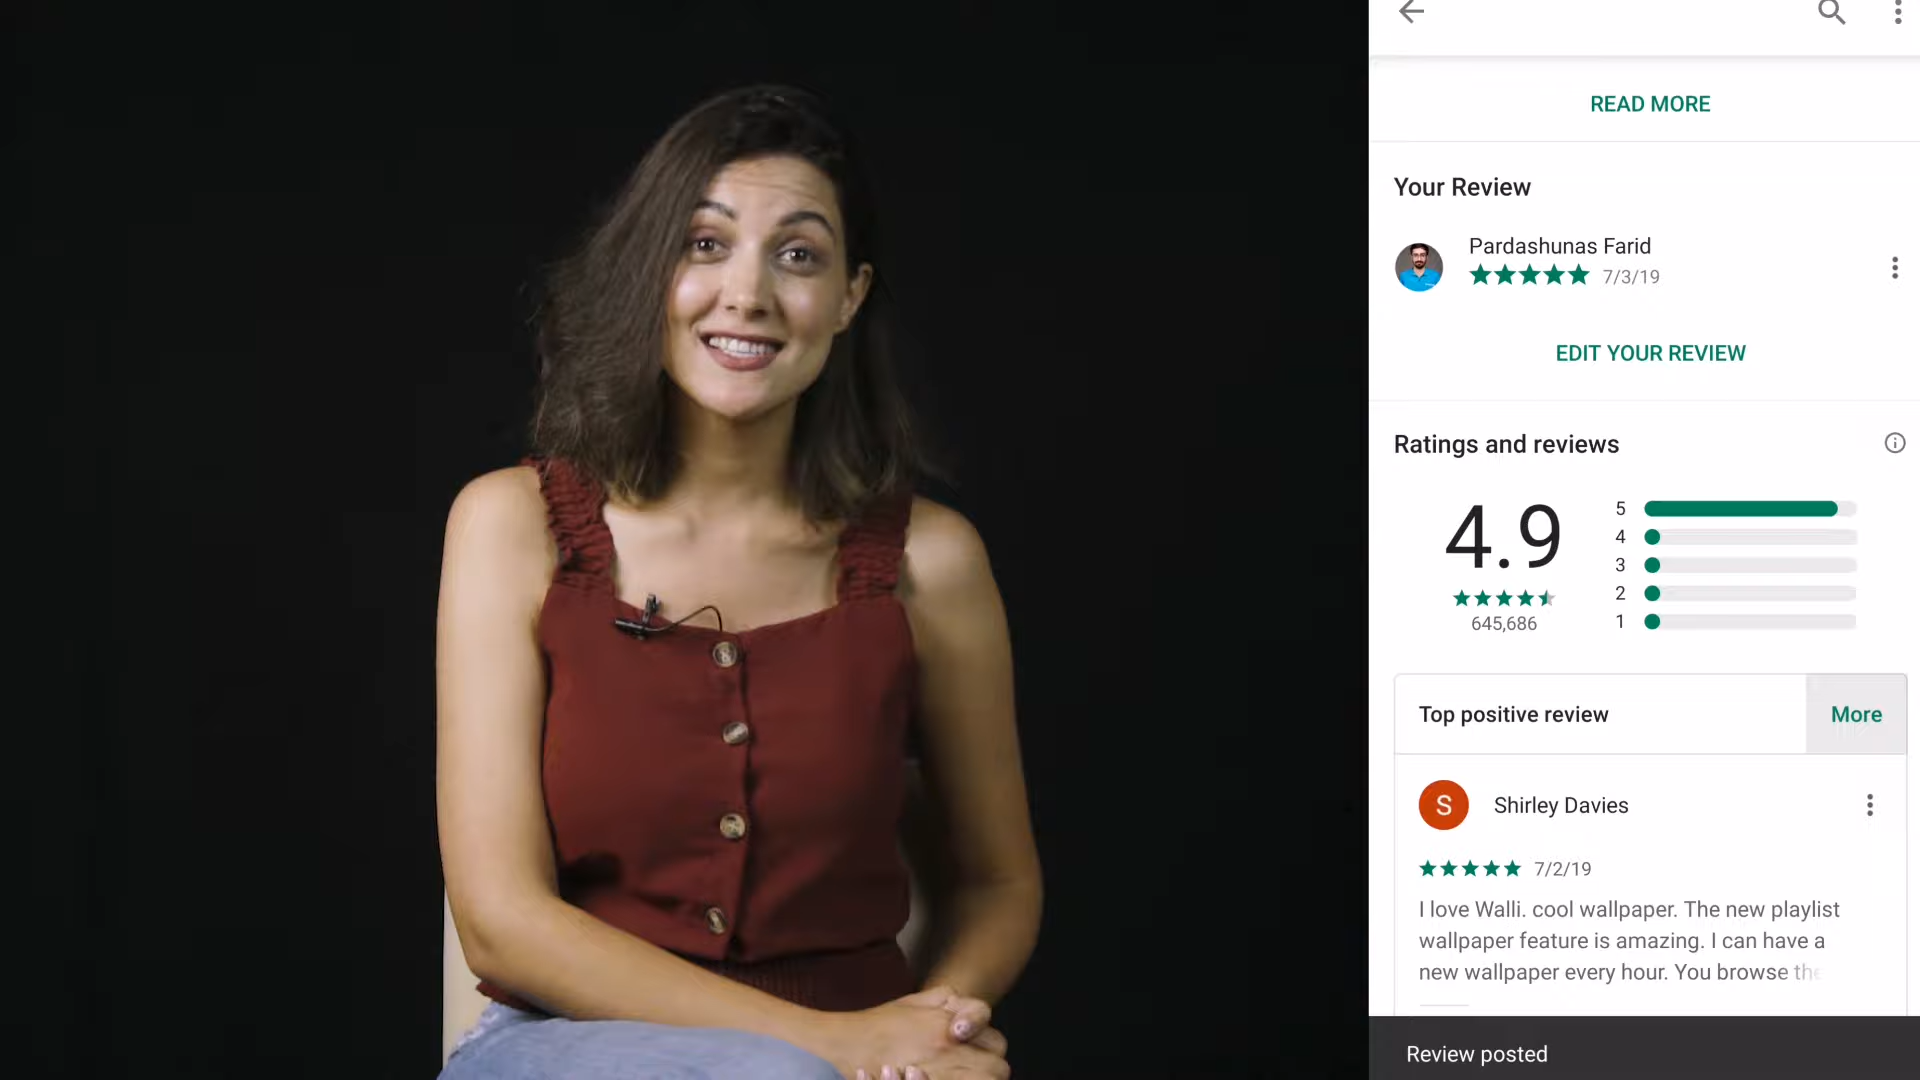 READ MORE
Your Review
Pardashunas Farid
7/3/19
EDIT YOUR REVIEW
Ratings and reviews
4.9
645,686
5
4
3
2
1
Top positive review
More
S
Shirley Davies
7/2/19
I love Walli. cool wallpaper. The new playlist
wallpaper feature is amazing. I can have a
new wallpaper every hour. You browse the
Review posted